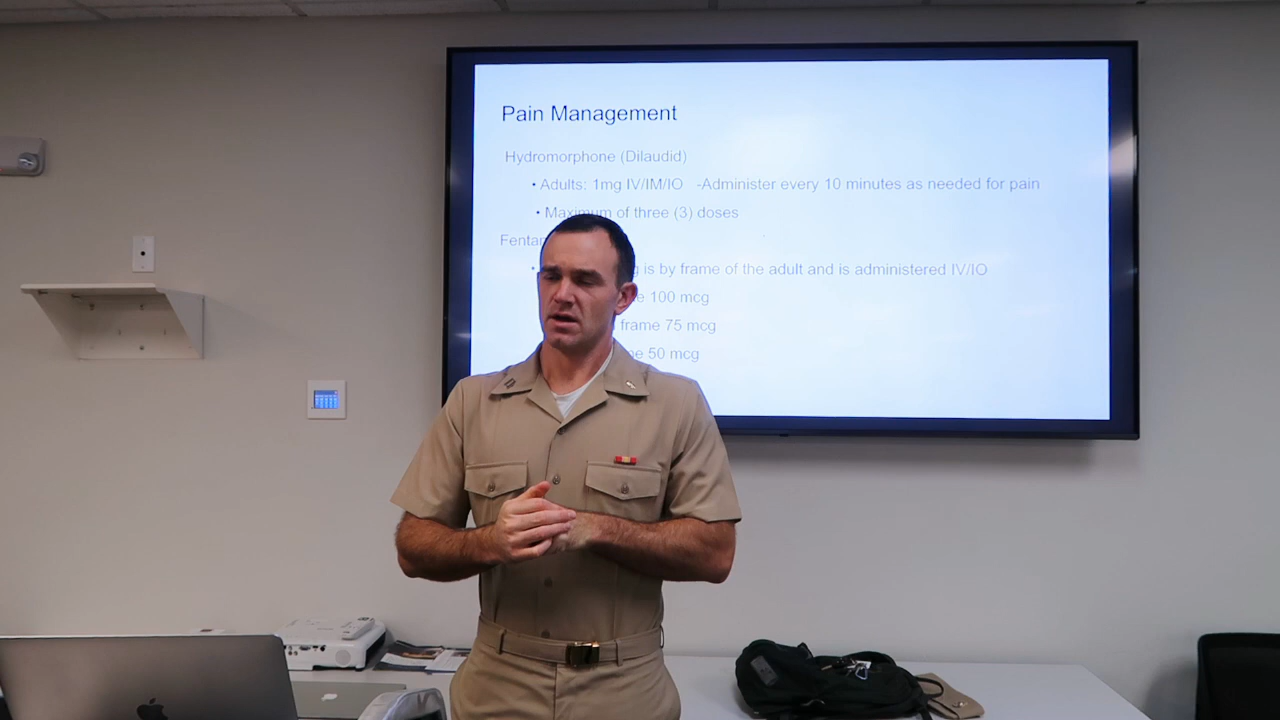 Pain Management
Hydromorphone (Dilaudid)
• Adults: 1mg IV/IM/IO -Administer every 10 minutes as needed for pain
• Maximum of three (3) doses
is by frame of the adult and is administered IV/IO
100 mcg
frame 75 mcg
50 mcg